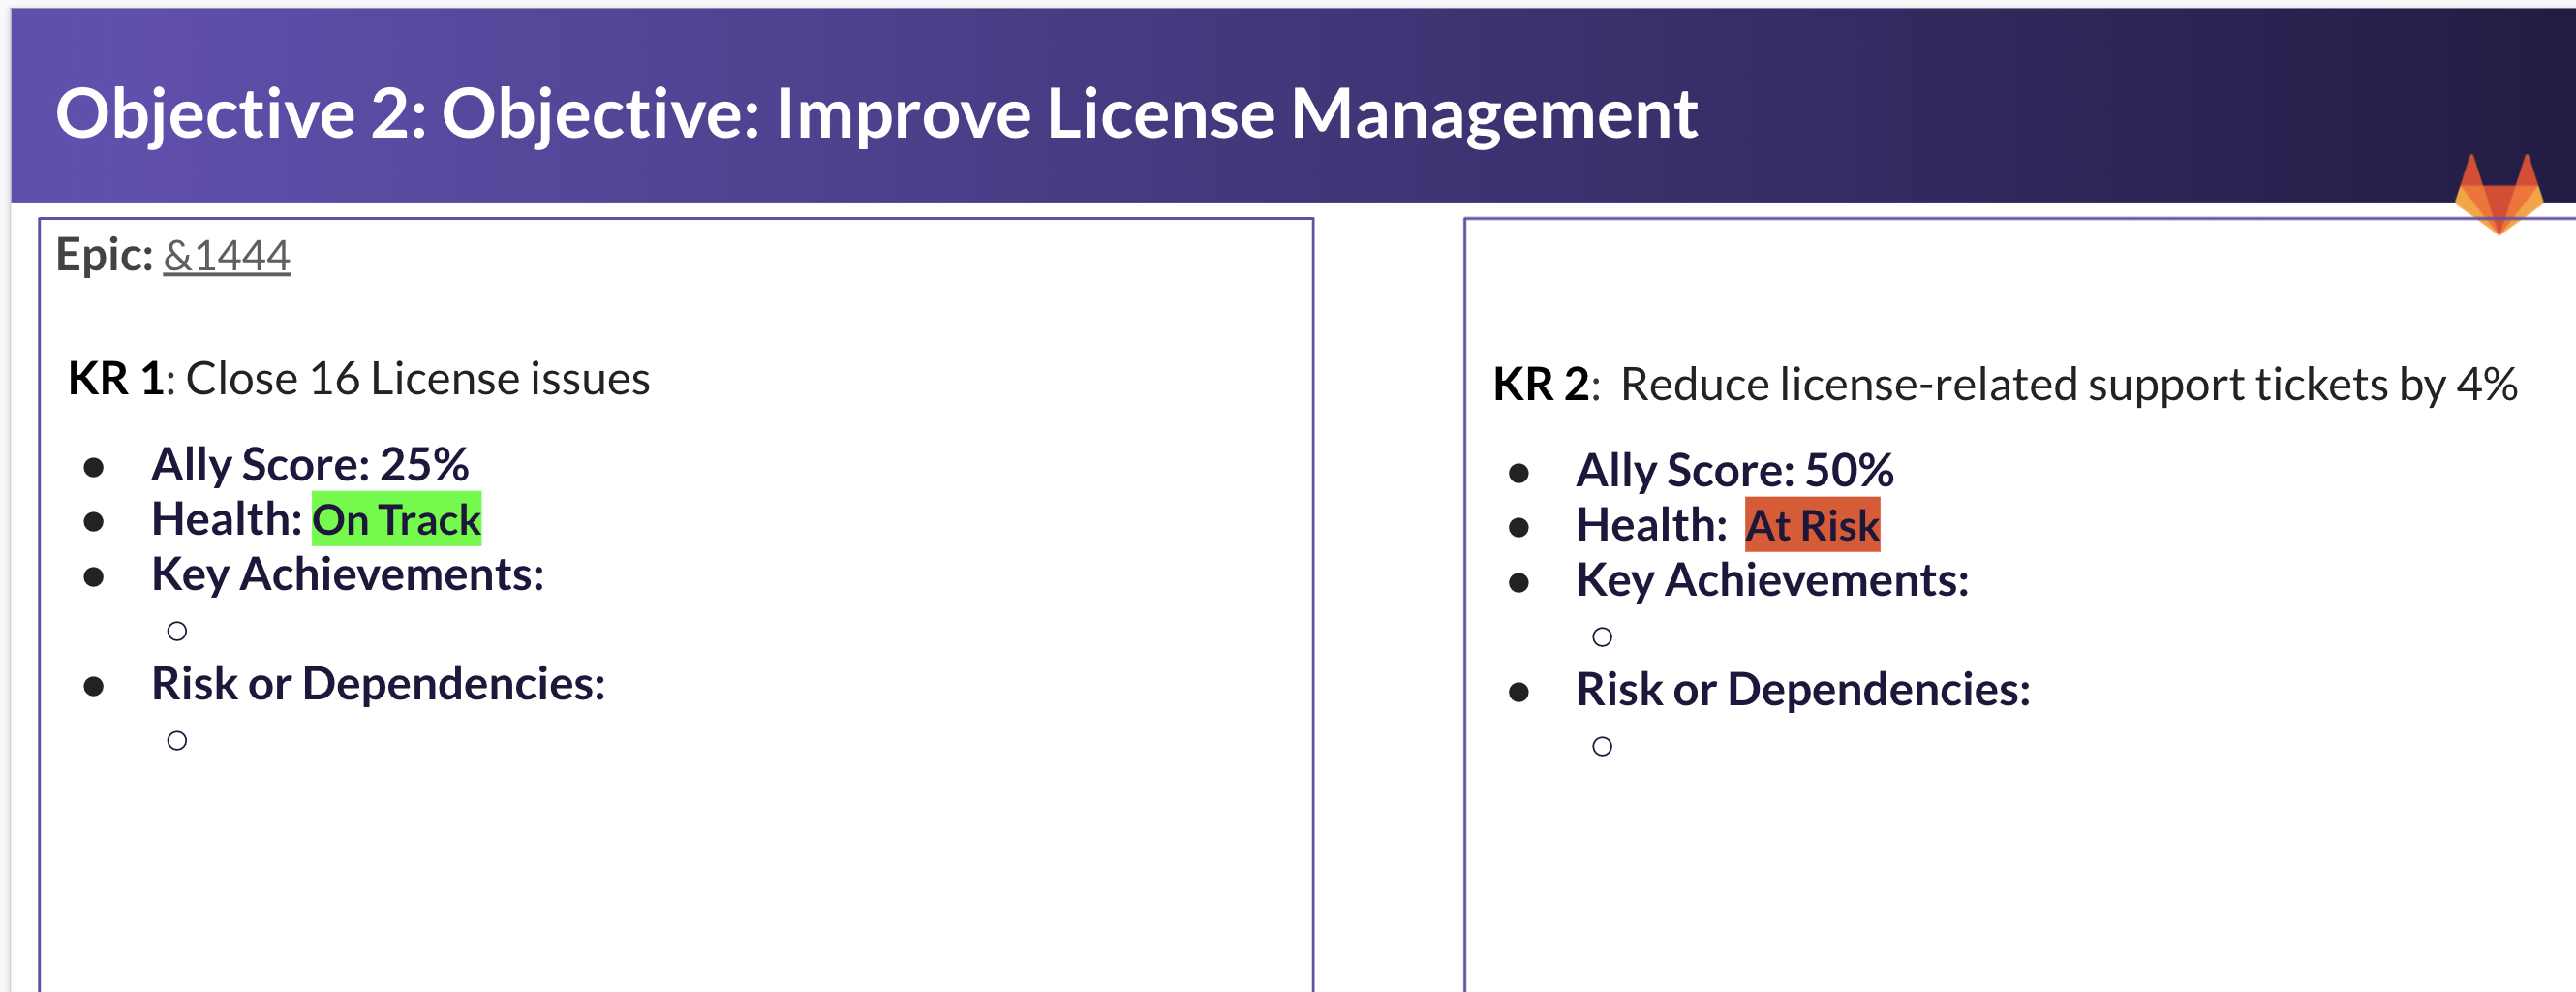 Objective 2: Objective: Improve License Management
Epic: &1444
KR 1: Close 16 License issues
● Ally Score: 25%
● Health: On Track
● Key Achievements:
○
● Risk or Dependencies:
○
KR 2: Reduce license-related support tickets by 4%
● Ally Score: 50%
● Health: At Risk
● Key Achievements:
○
● Risk or Dependencies:
○